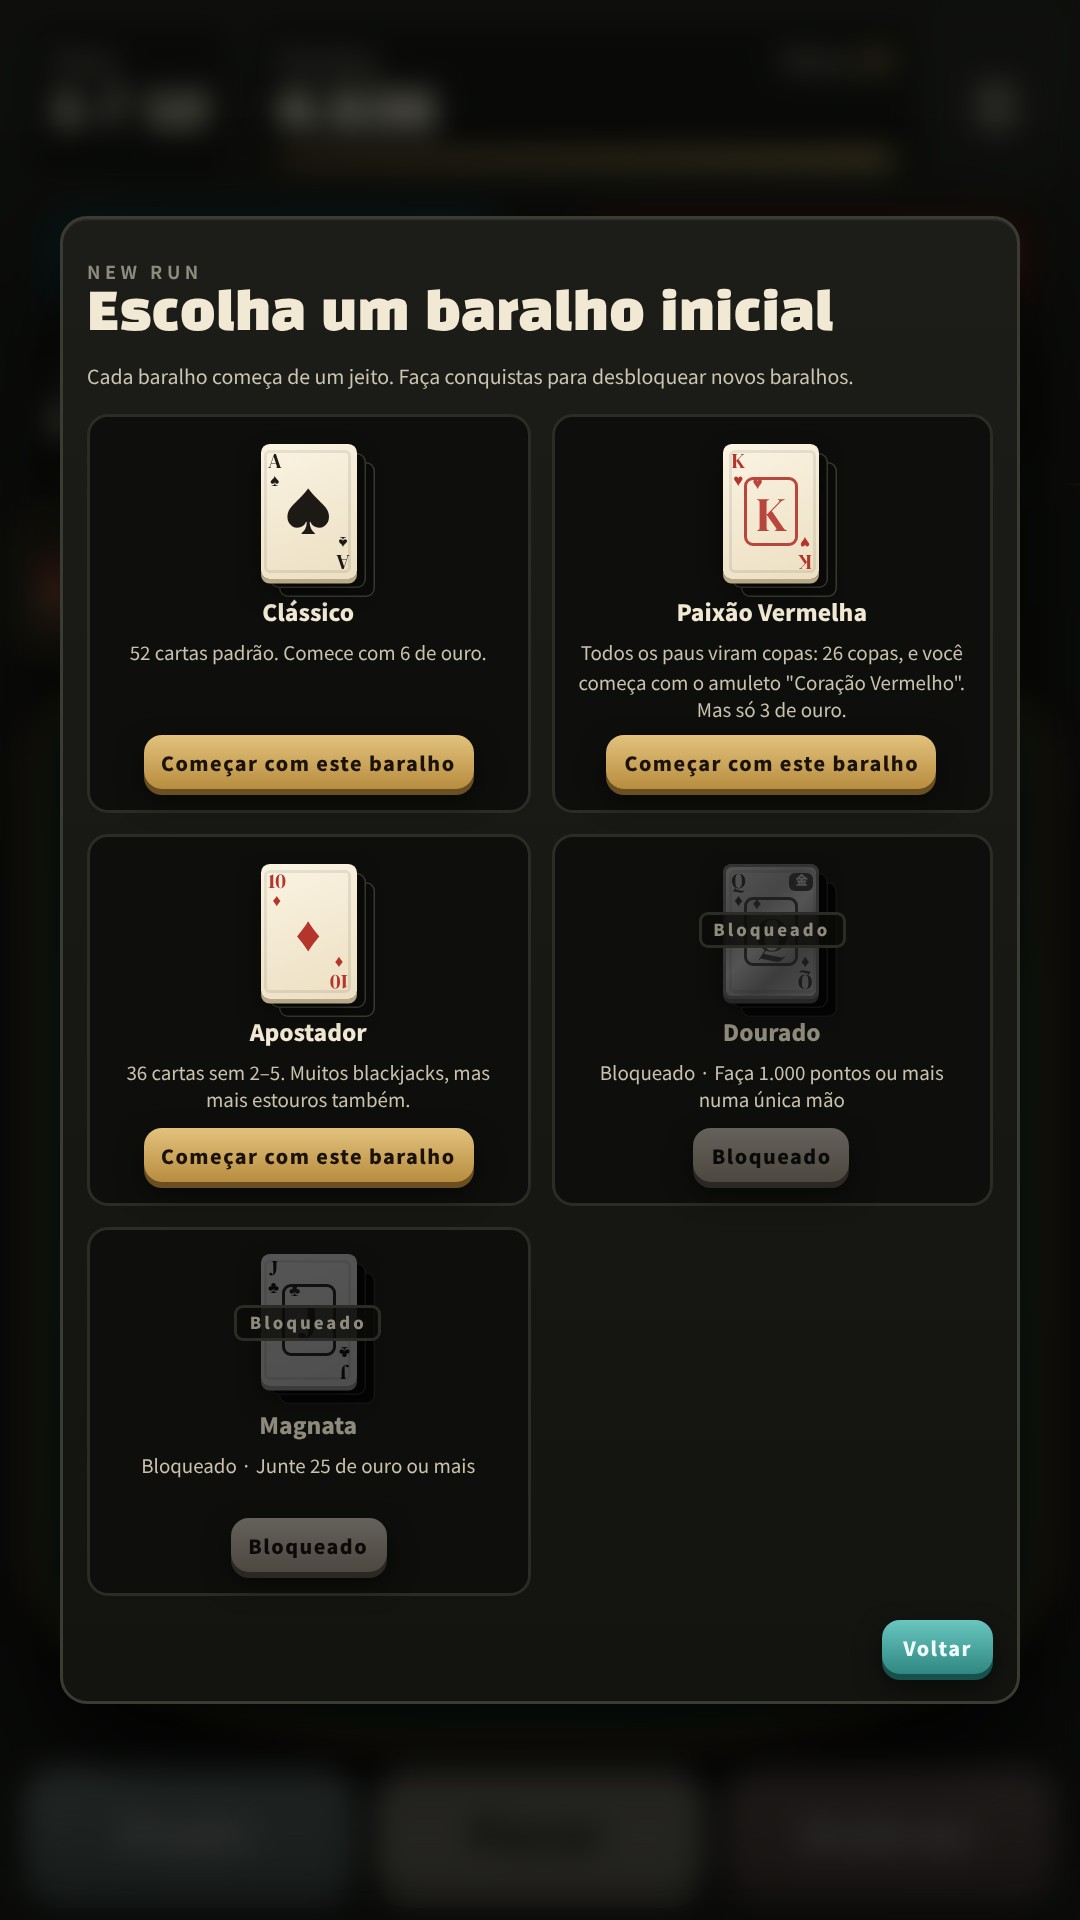 NEW RUN
Escolha um baralho inicial
Cada baralho começa de um jeito. Faça conquistas para desbloquear novos baralhos.
A
A
Clássico
52 cartas padrão. Comece com 6 de ouro.
Começar com este baralho
K
K
K
Paixão Vermelha
Todos os paus viram copas: 26 copas, e você
começa com o amuleto "Coração Vermelho".
Mas só 3 de ouro.
Começar com este baralho
10
10
Apostador
36 cartas sem 2–5. Muitos blackjacks, mas
mais estouros também.
Começar com este baralho
Q
金
Bloqueado
Q
Q
Dourado
Bloqueado · Faça 1.000 pontos ou mais
numa única mão
Bloqueado
J
Bloqueado
J
Magnata
Bloqueado · Junte 25 de ouro ou mais
Bloqueado
Voltar